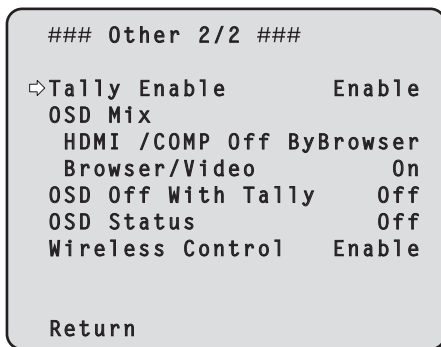 ### Other 2/2 ###
⇨Tally Enable Enable
OSD Mix
HDMI /COMP Off ByBrowser
Browser/Video On
OSD Off With Tally Off
OSD Status Off
Wireless Control Enable
Return